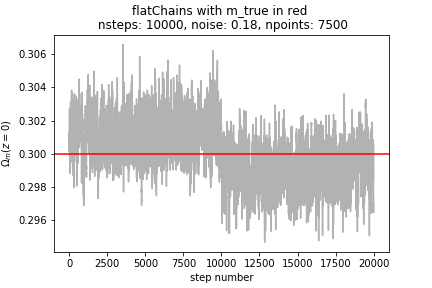 flatChains with m_true in red
nsteps: 10000, noise: 0.18, npoints: 7500
0.306
0.304
0.302
0.300
0.298
0.296
Ωm(z = 0)
0 2500 5000 7500 10000 12500 15000 17500 20000
step number